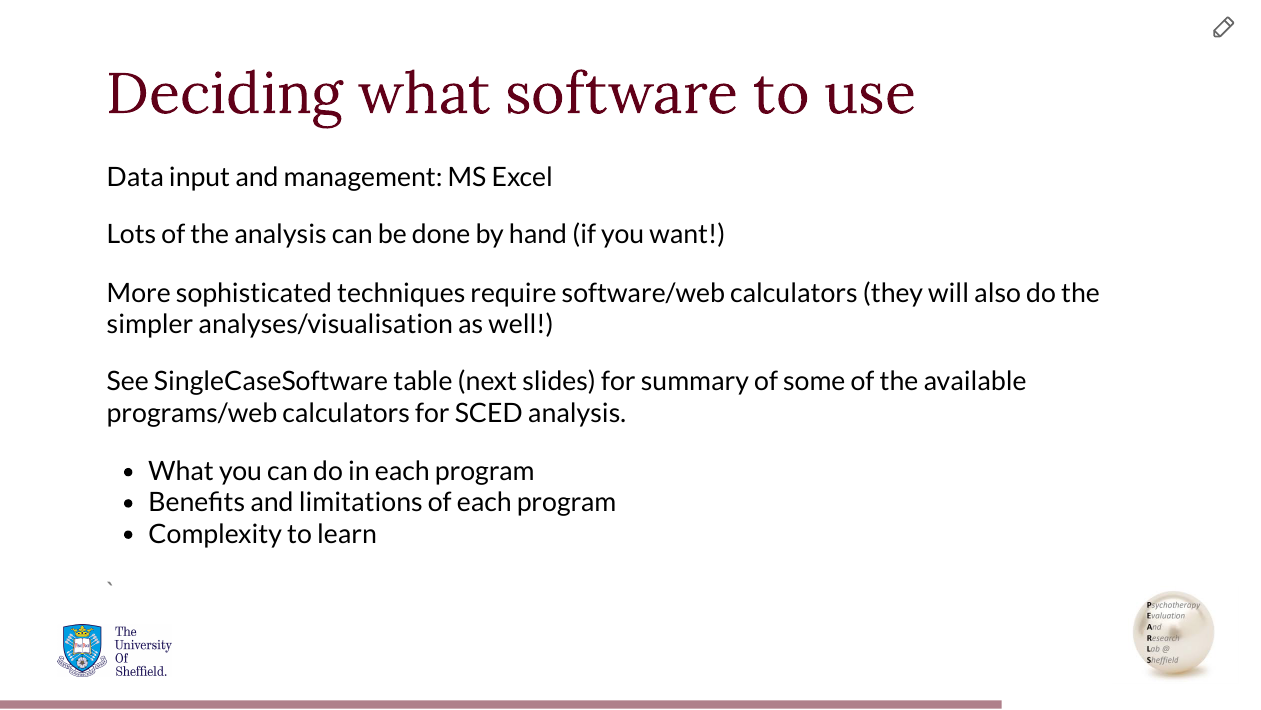 Deciding what software to use
Data input and management: MS Excel
Lots of the analysis can be done by hand (if you want!)
More sophisticated techniques require software/web calculators (they will also do the
simpler analyses/visualisation as well!)
See SingleCaseSoftware table (next slides) for summary of some of the available
programs/web calculators for SCED analysis.
• What you can do in each program
• Benefits and limitations of each program
• Complexity to learn
`
The
University
Of
Sheffield.
Psychotherapy
Evaluation
And
Research
Lab @
Sheffield